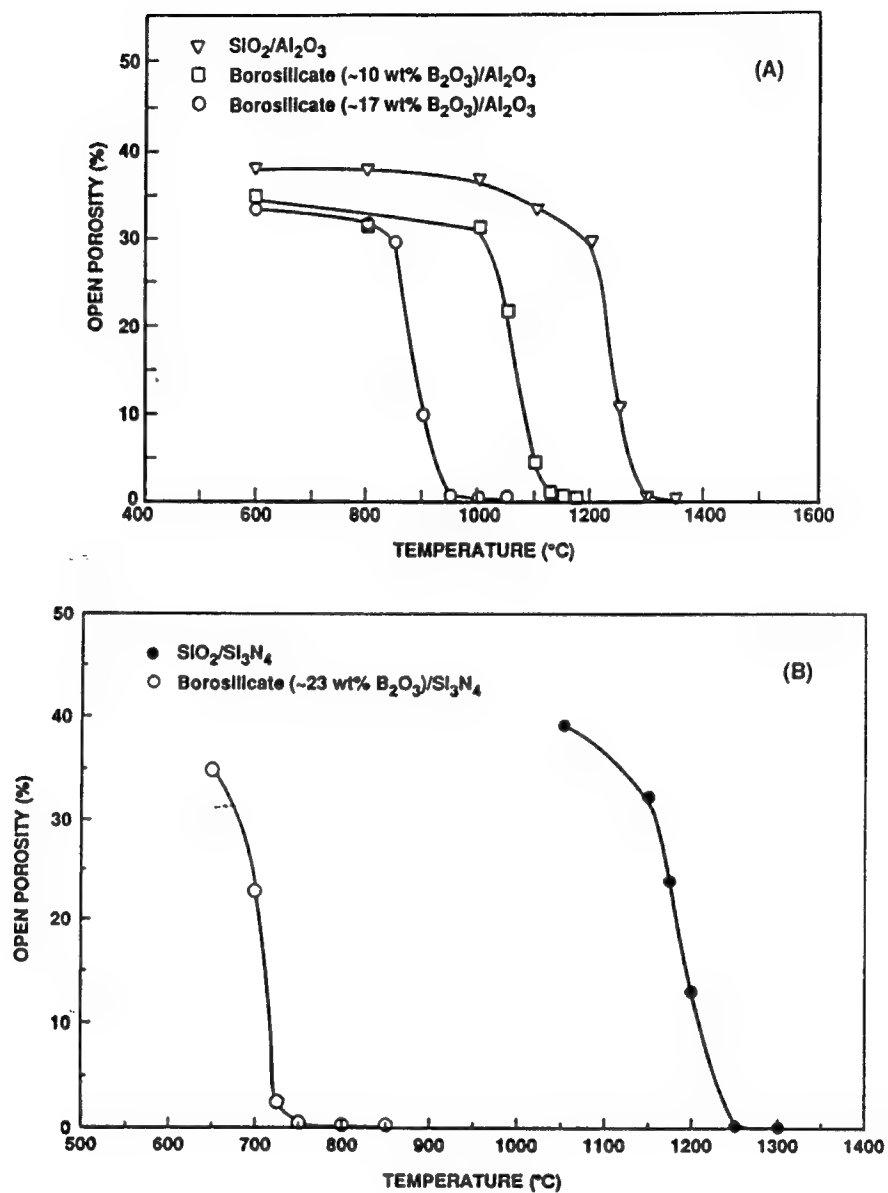 SiO₂/Al₂O₃
Borosilicate (~10 wt% B₂O₃)/Al₂O₃
Borosilicate (~17 wt% B₂O₃)/Al₂O₃
(A)
50
40
30
20
10
0
OPEN POROSITY (%)
400 600 800 1000 1200 1400 1600
TEMPERATURE (°C)
SiO₂/Si₃N₄
Borosilicate (~23 wt% B₂O₃)/Si₃N₄
(B)
50
40
30
20
10
0
OPEN POROSITY (%)
500 600 700 800 900 1000 1100 1200 1300 1400
TEMPERATURE (°C)